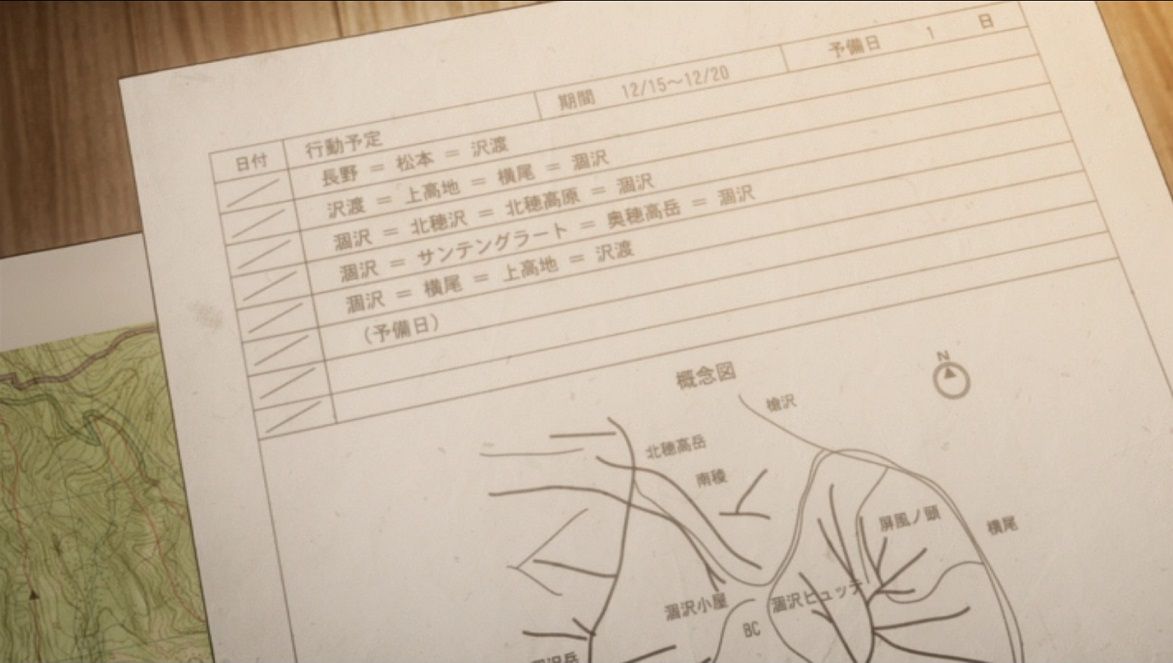 期間 12/15～12/20 予備日 1 日
日付 行動予定
長野 = 松本 = 沢渡
沢渡 = 上高地 = 横尾 = 涸沢
涸沢 = 北穂沢 = 北穂高原 = 涸沢
涸沢 = サンテングラート = 奥穂高岳 = 涸沢
涸沢 = 横尾 = 上高地 = 沢渡
(予備日)
概念図
N
槍沢
北穂高岳
南稜
屏風ノ頭
横尾
涸沢小屋
涸沢ヒュッテ
BC
涸沢岳